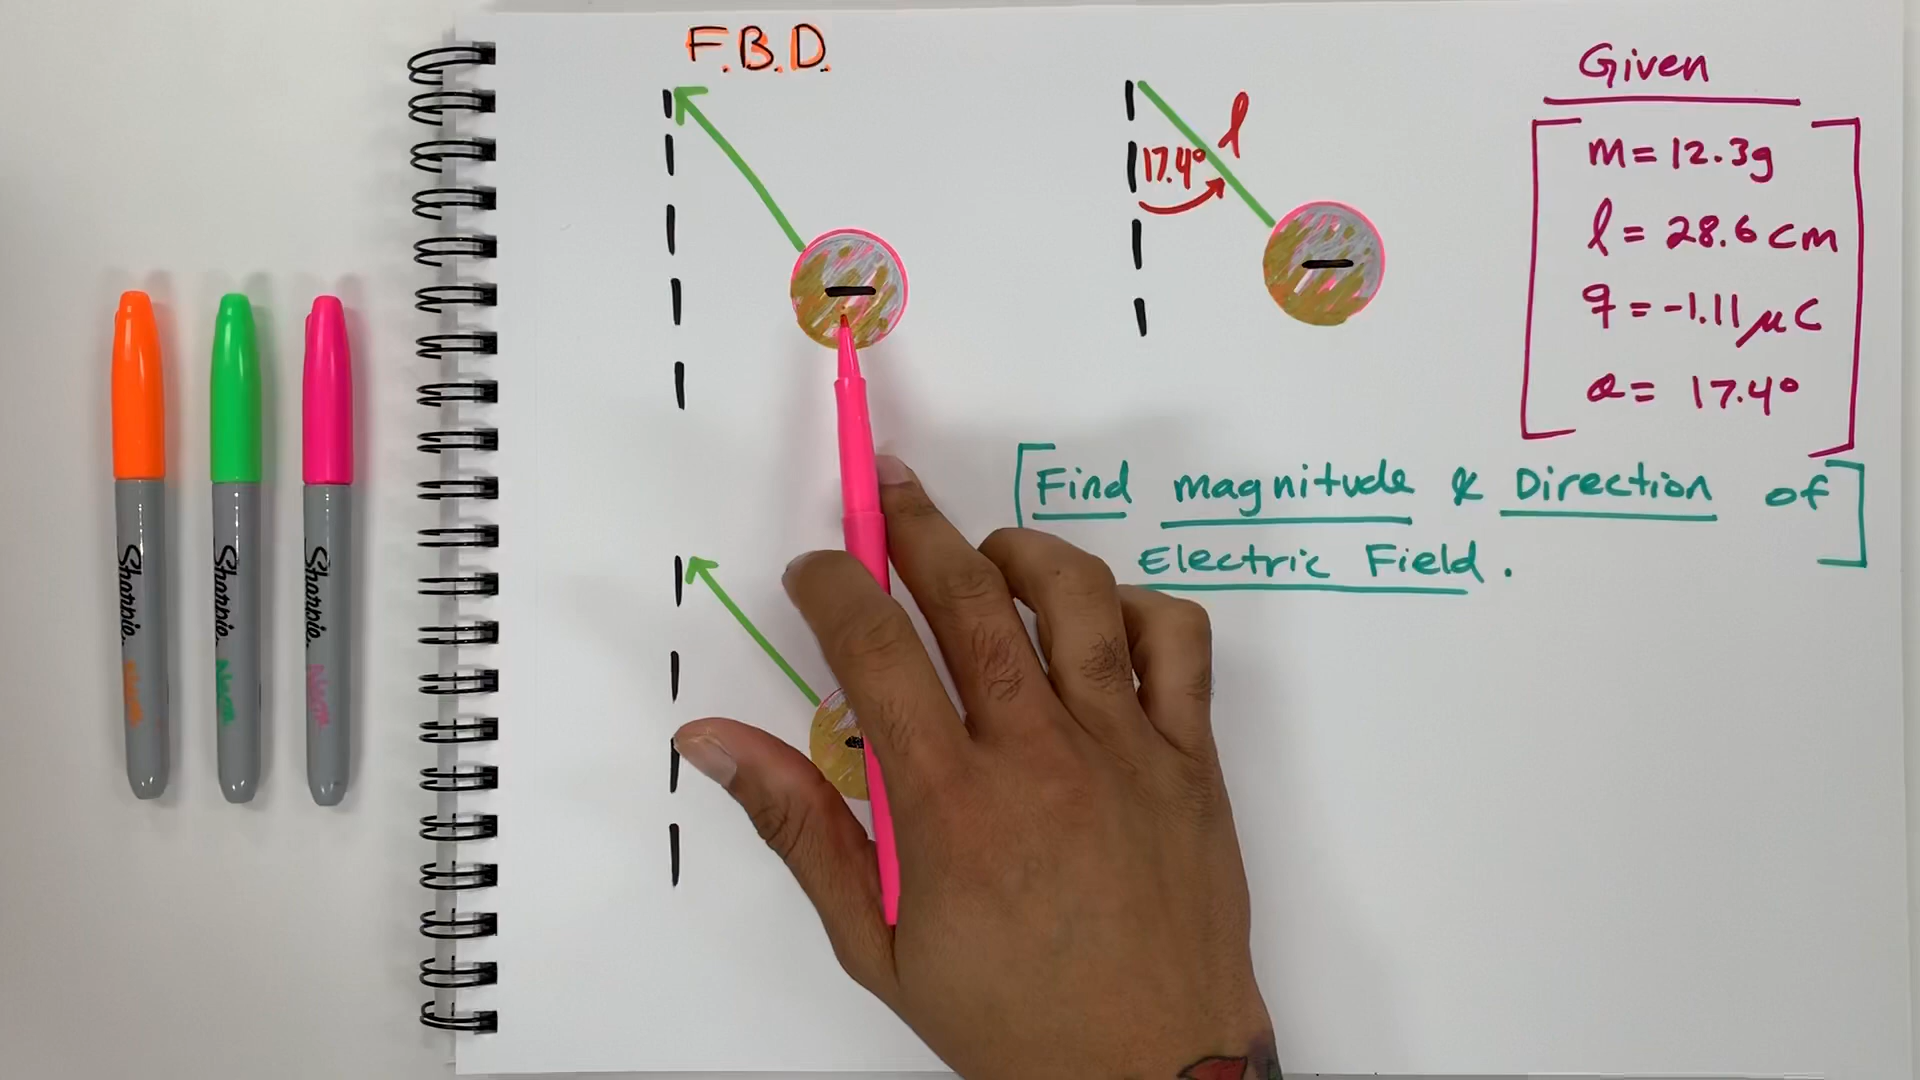 F.B.D.
l
17.4°
Given
m = 12.3g
l = 28.6 cm
q = -1.11 μC
a = 17.4°
Find magnitude & Direction of
Electric Field.
Sharpie.
Sharpie.
Sharpie.